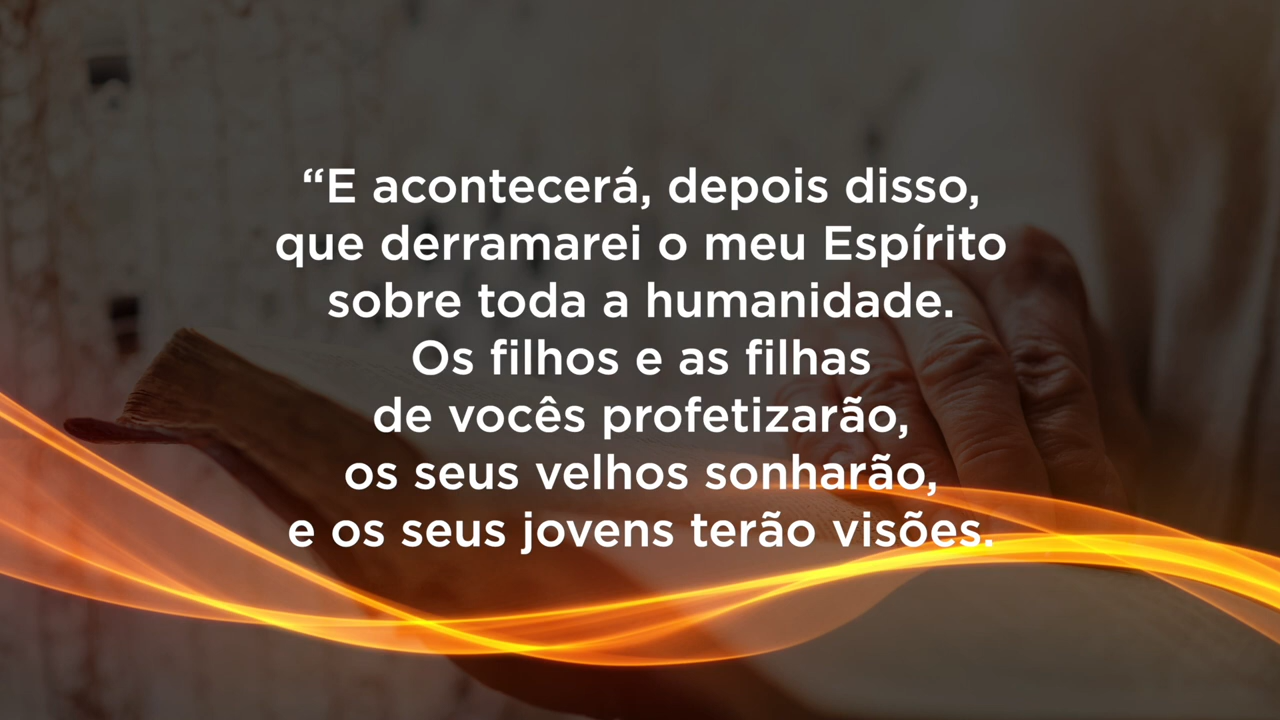 “E acontecerá, depois disso,
que derramarei o meu Espírito
sobre toda a humanidade.
Os filhos e as filhas
de vocês profetizarão,
os seus velhos sonharão,
e os seus jovens terão visões.